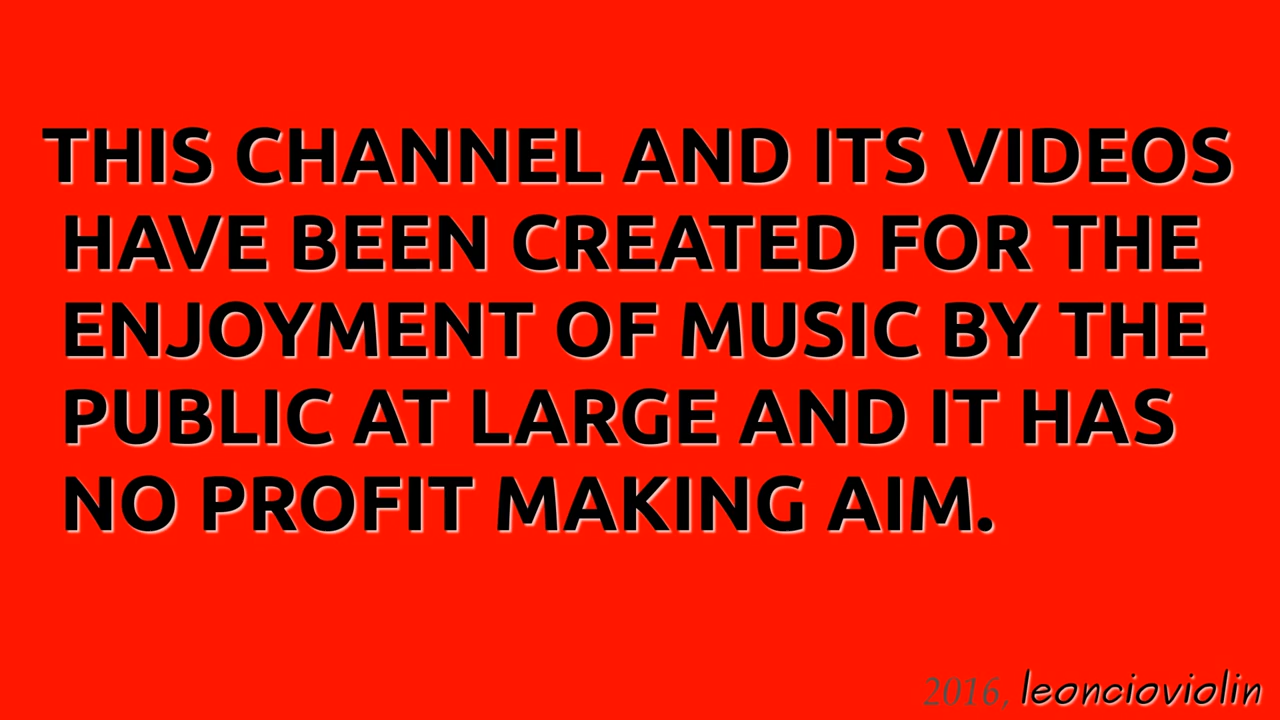 THIS CHANNEL AND ITS VIDEOS
HAVE BEEN CREATED FOR THE
ENJOYMENT OF MUSIC BY THE
PUBLIC AT LARGE AND IT HAS
NO PROFIT MAKING AIM.
2016, leoncioviolin